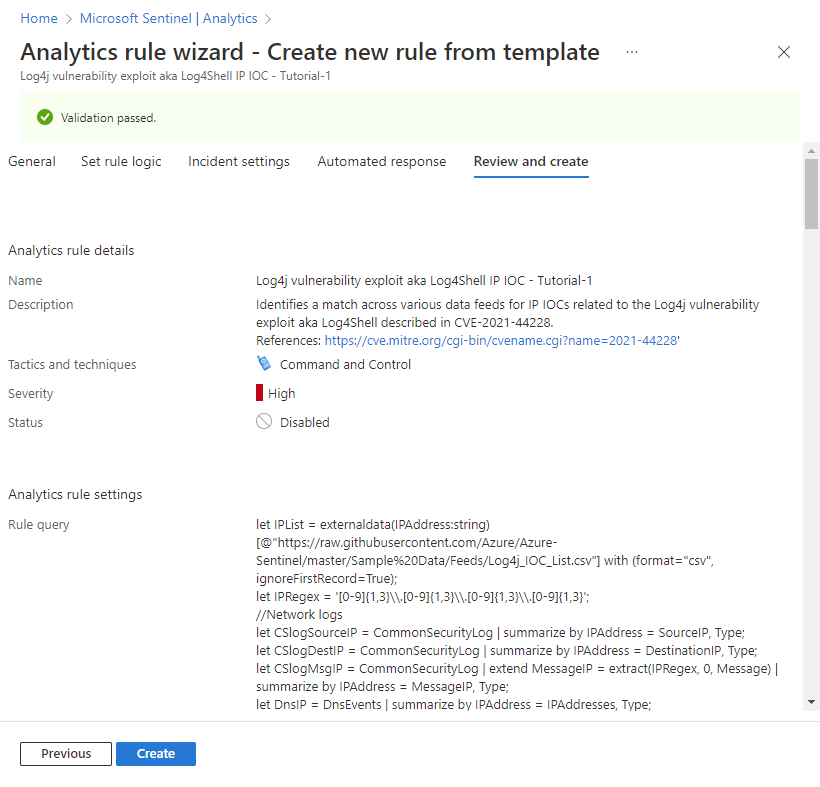 Home > Microsoft Sentinel | Analytics >
Analytics rule wizard - Create new rule from template ...
Log4j vulnerability exploit aka Log4Shell IP IOC - Tutorial-1
Validation passed.
General Set rule logic Incident settings Automated response Review and create
Analytics rule details
Name Log4j vulnerability exploit aka Log4Shell IP IOC - Tutorial-1
Description Identifies a match across various data feeds for IP IOCs related to the Log4j vulnerability
exploit aka Log4Shell described in CVE-2021-44228.
References: https://cve.mitre.org/cgi-bin/cvename.cgi?name=2021-44228'
Tactics and techniques Command and Control
Severity High
Status Disabled
Analytics rule settings
Rule query let IPList = externaldata(IPAddress:string)
[@"https://raw.githubusercontent.com/Azure/Azure-
Sentinel/master/Sample%20Data/Feeds/Log4j_IOC_List.csv"] with (format="csv",
ignoreFirstRecord=True);
let IPRegex = '[0-9]{1,3}\\.[0-9]{1,3}\\.[0-9]{1,3}\\.[0-9]{1,3}';
//Network logs
let CSlogSourceIP = CommonSecurityLog | summarize by IPAddress = SourceIP, Type;
let CSlogDestIP = CommonSecurityLog | summarize by IPAddress = DestinationIP, Type;
let CSlogMsgIP = CommonSecurityLog | extend MessageIP = extract(IPRegex, 0, Message) |
summarize by IPAddress = MessageIP, Type;
let DnsIP = DnsEvents | summarize by IPAddress = IPAddresses, Type;
Previous Create